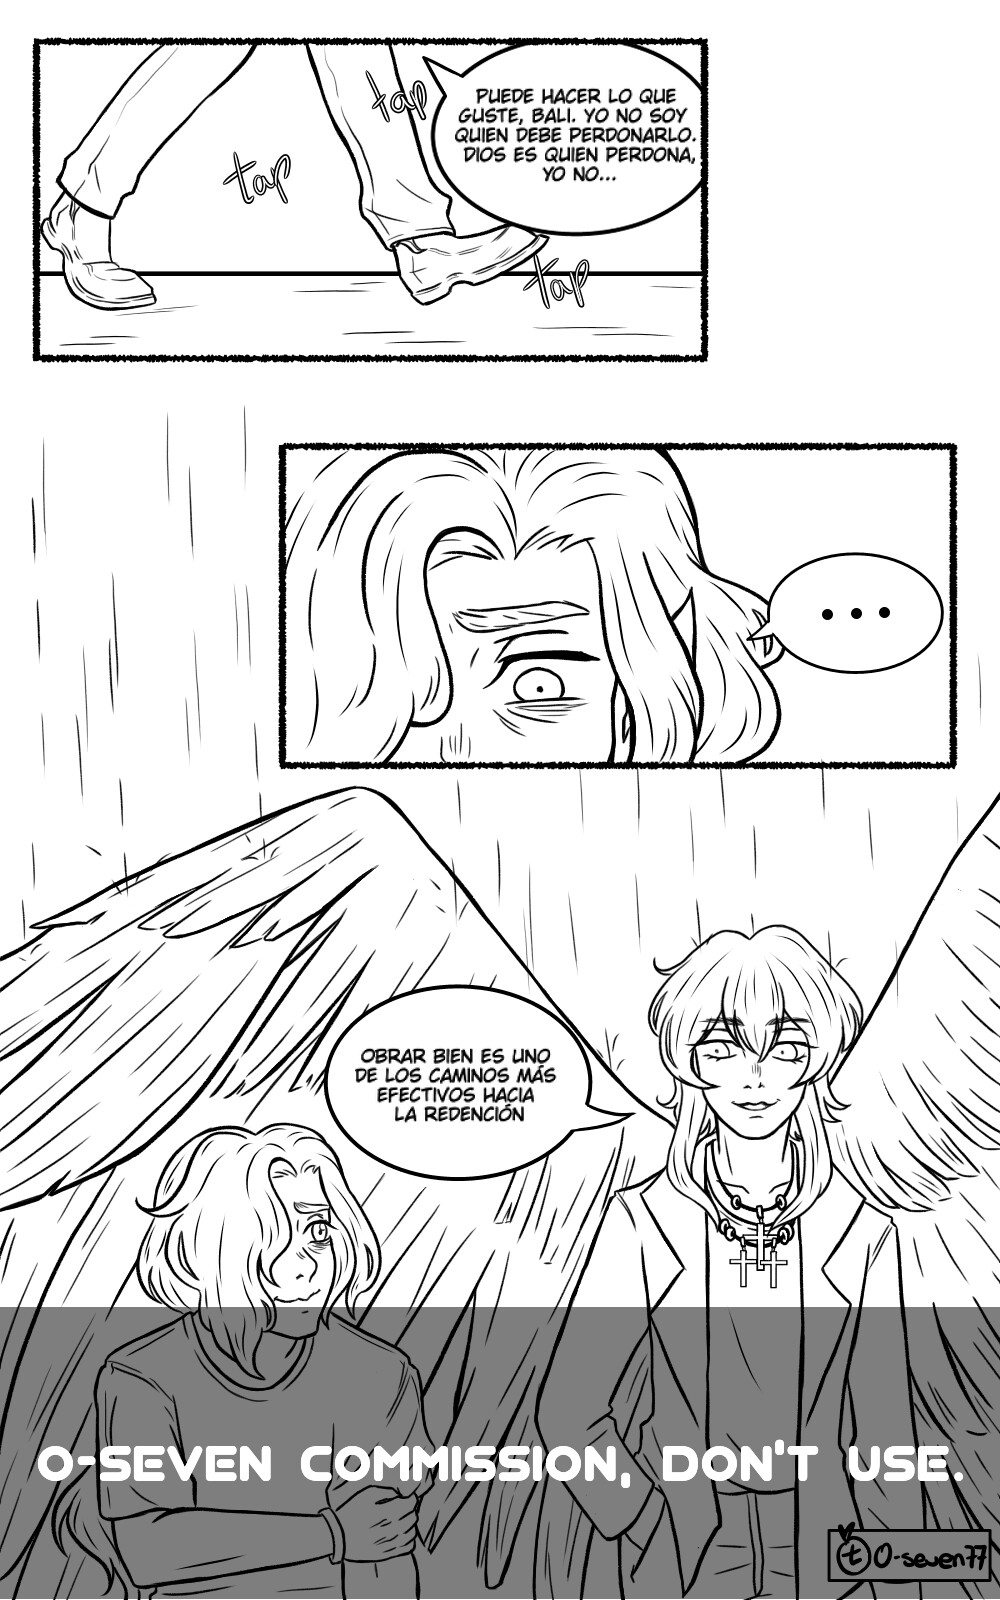 tap
PUEDE HACER LO QUE
GUSTE, BALI. YO NO SOY
QUIEN DEBE PERDONARLO.
DIOS ES QUIEN PERDONA,
YO NO...
tap
tap
...
OBRAR BIEN ES UNO
DE LOS CAMINOS MÁS
EFECTIVOS HACIA
LA REDENCIÓN
O-SEVEN COMMISSION, DON'T USE.
t O-seven77